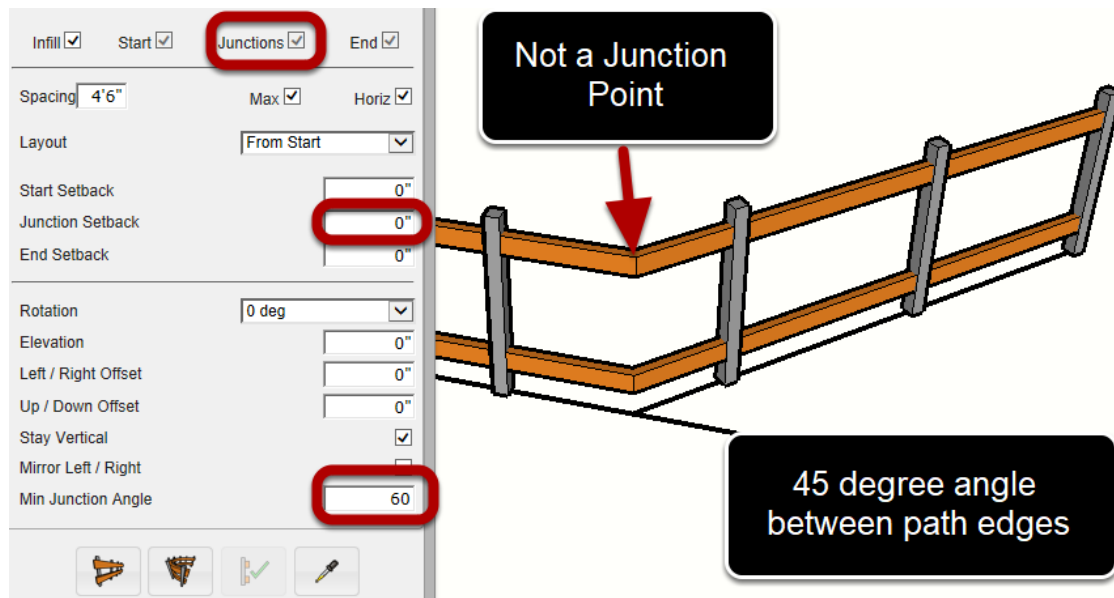 Infill Start Junctions End
Spacing 4'6" Max Horiz
Layout From Start
Start Setback 0"
Junction Setback 0"
End Setback 0"
Rotation 0 deg
Elevation 0"
Left / Right Offset 0"
Up / Down Offset 0"
Stay Vertical
Mirror Left / Right
Min Junction Angle 60
Not a Junction
Point
45 degree angle
between path edges